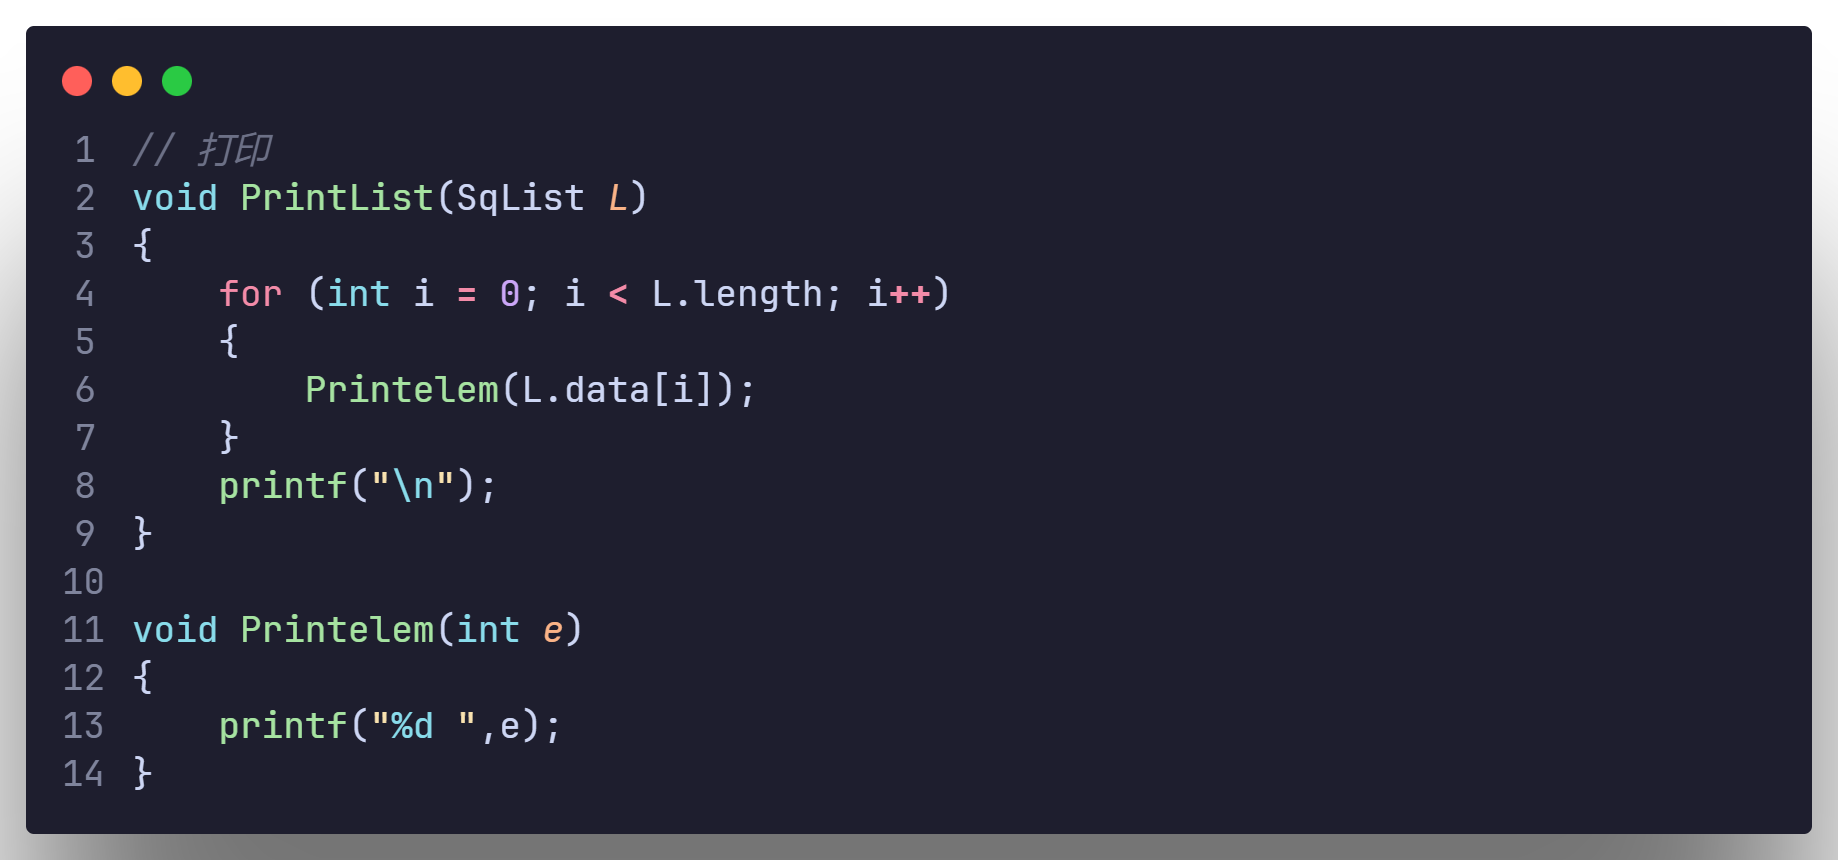 1 // 打印
2 void PrintList(SqList L)
3 {
4     for (int i = 0; i < L.length; i++)
5     {
6         Printelem(L.data[i]);
7     }
8     printf("\n");
9 }
10
11 void Printelem(int e)
12 {
13     printf("%d ",e);
14 }